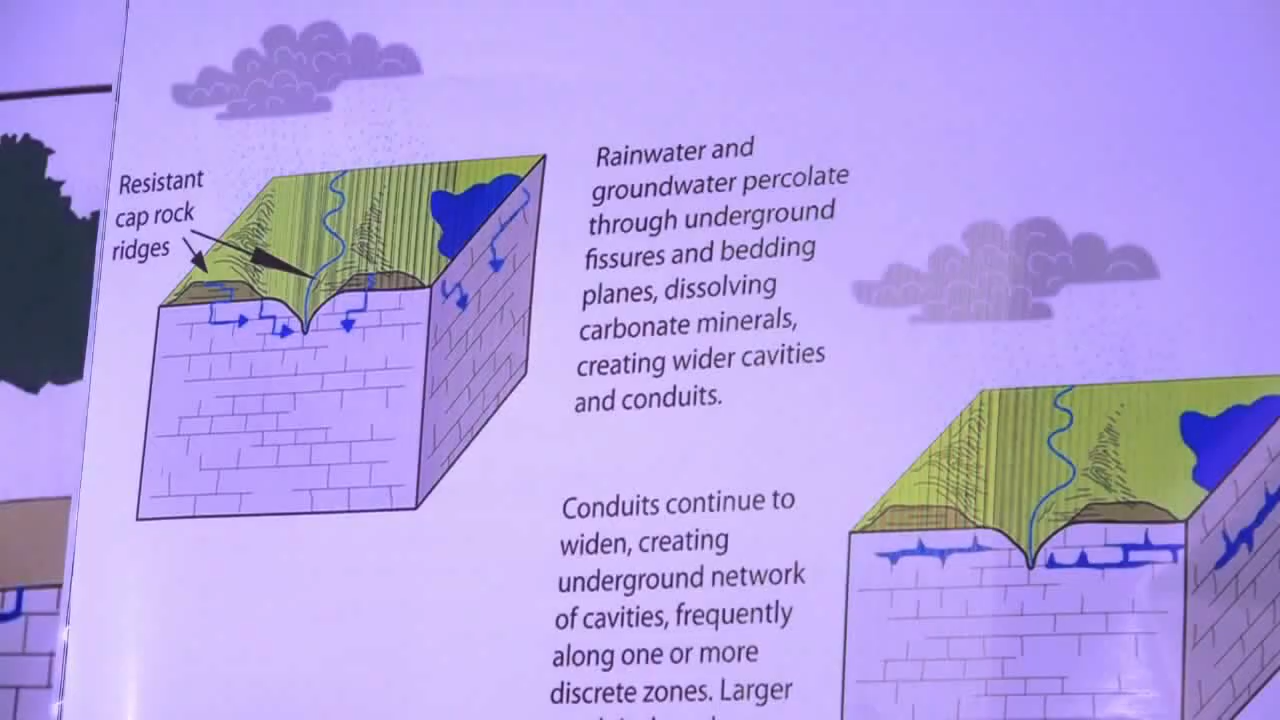 Resistant
cap rock
ridges
Rainwater and
groundwater percolate
through underground
fissures and bedding
planes, dissolving
carbonate minerals,
creating wider cavities
and conduits.
Conduits continue to
widen, creating
underground network
of cavities, frequently
along one or more
discrete zones. Larger